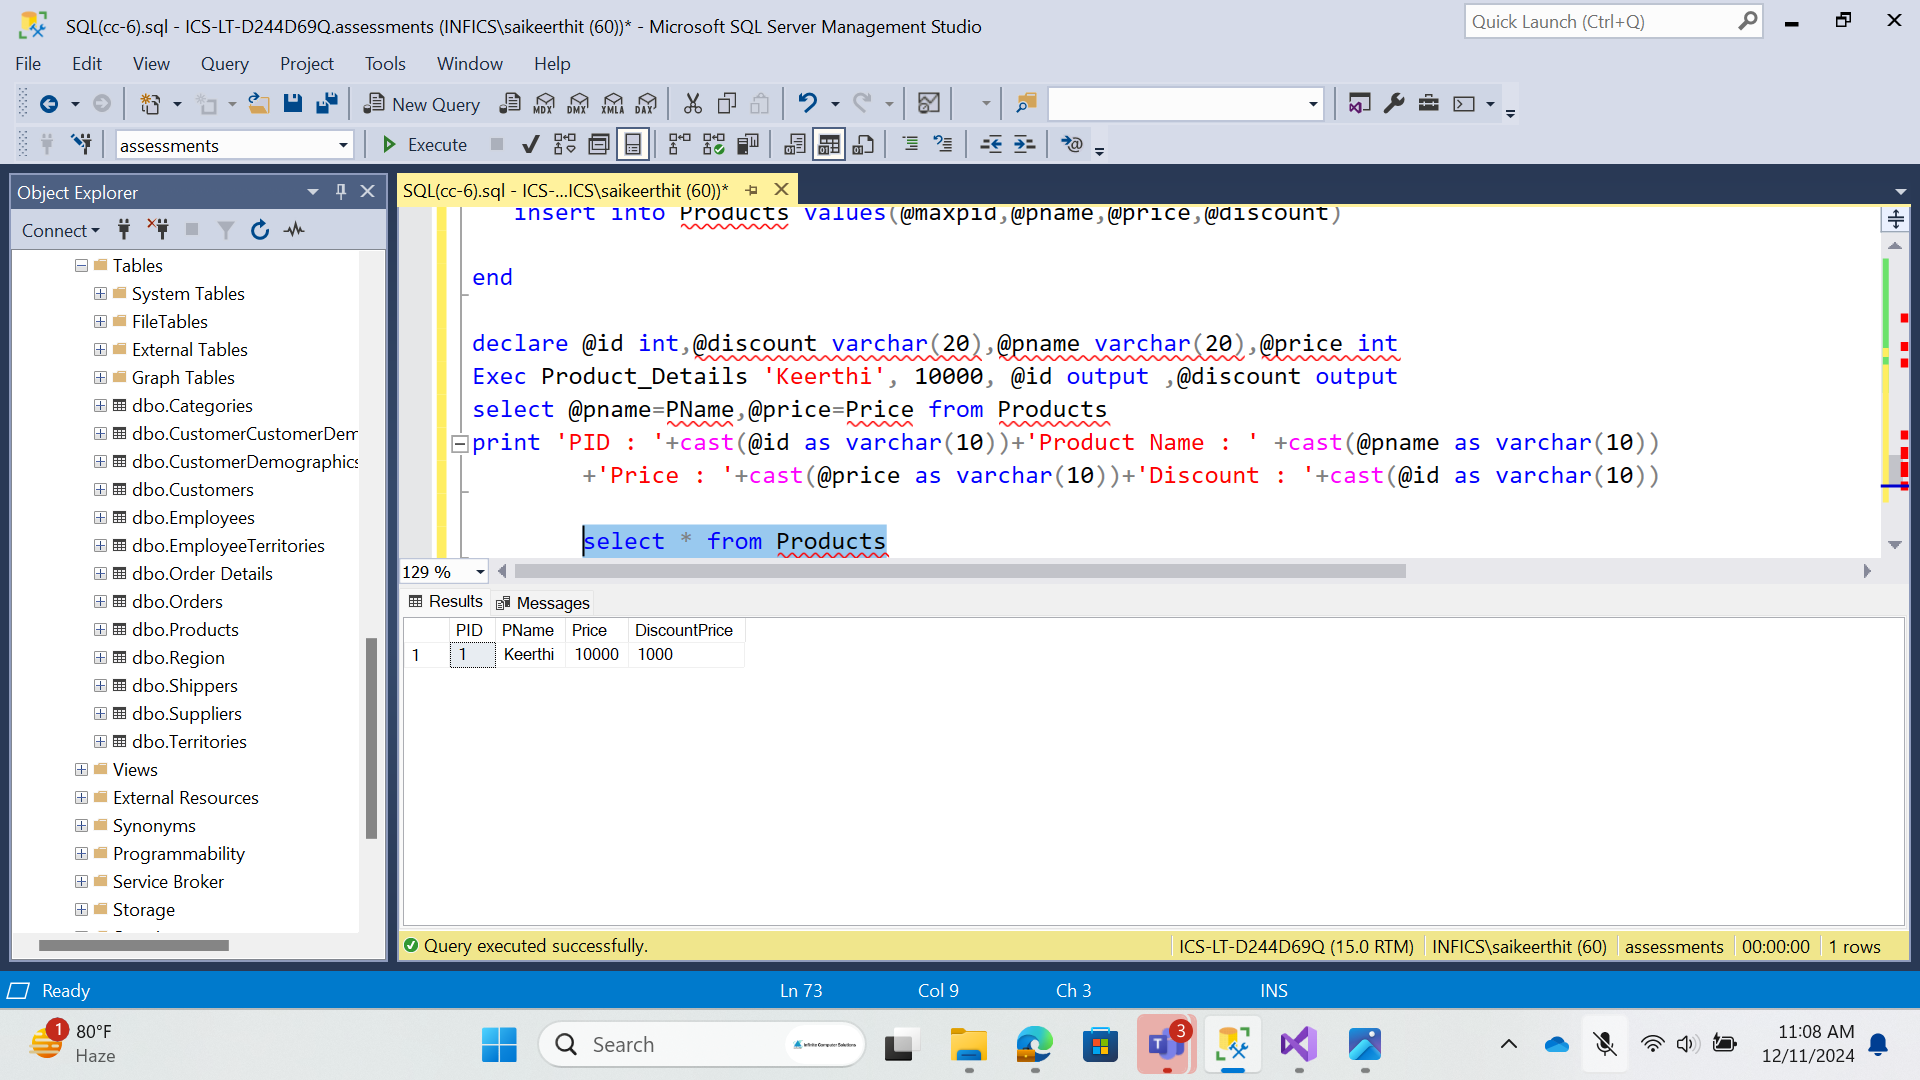 SQL(cc-6).sql - ICS-LT-D244D69Q.assessments (INFICS\saikeerthit (60))* - Microsoft SQL Server Management Studio
Quick Launch (Ctrl+Q)
File Edit View Query Project Tools Window Help
New Query MDX DMX XMLA DAX
assessments Execute
Object Explorer
Connect
Tables
System Tables
FileTables
External Tables
Graph Tables
dbo.Categories
dbo.CustomerCustomerDem
dbo.CustomerDemographics
dbo.Customers
dbo.Employees
dbo.EmployeeTerritories
dbo.Order Details
dbo.Orders
dbo.Products
dbo.Region
dbo.Shippers
dbo.Suppliers
dbo.Territories
Views
External Resources
Synonyms
Programmability
Service Broker
Storage
SQL(cc-6).sql - ICS-...ICS\saikeerthit (60))*
insert into Products values(@maxpid,@pname,@price,@discount)
end
declare @id int,@discount varchar(20),@pname varchar(20),@price int
Exec Product_Details 'Keerthi', 10000, @id output ,@discount output
select @pname=PName,@price=Price from Products
print 'PID : '+cast(@id as varchar(10))+'Product Name : ' +cast(@pname as varchar(10))
+'Price : '+cast(@price as varchar(10))+'Discount : '+cast(@id as varchar(10))
select * from Products
129 %
Results Messages
PID PName Price DiscountPrice
1 1 Keerthi 10000 1000
Query executed successfully. ICS-LT-D244D69Q (15.0 RTM) INFICS\saikeerthit (60) assessments 00:00:00 1 rows
Ready Ln 73 Col 9 Ch 3 INS
1 80°F
Haze
Search
Infinite Computer Solutions
3
11:08 AM
12/11/2024